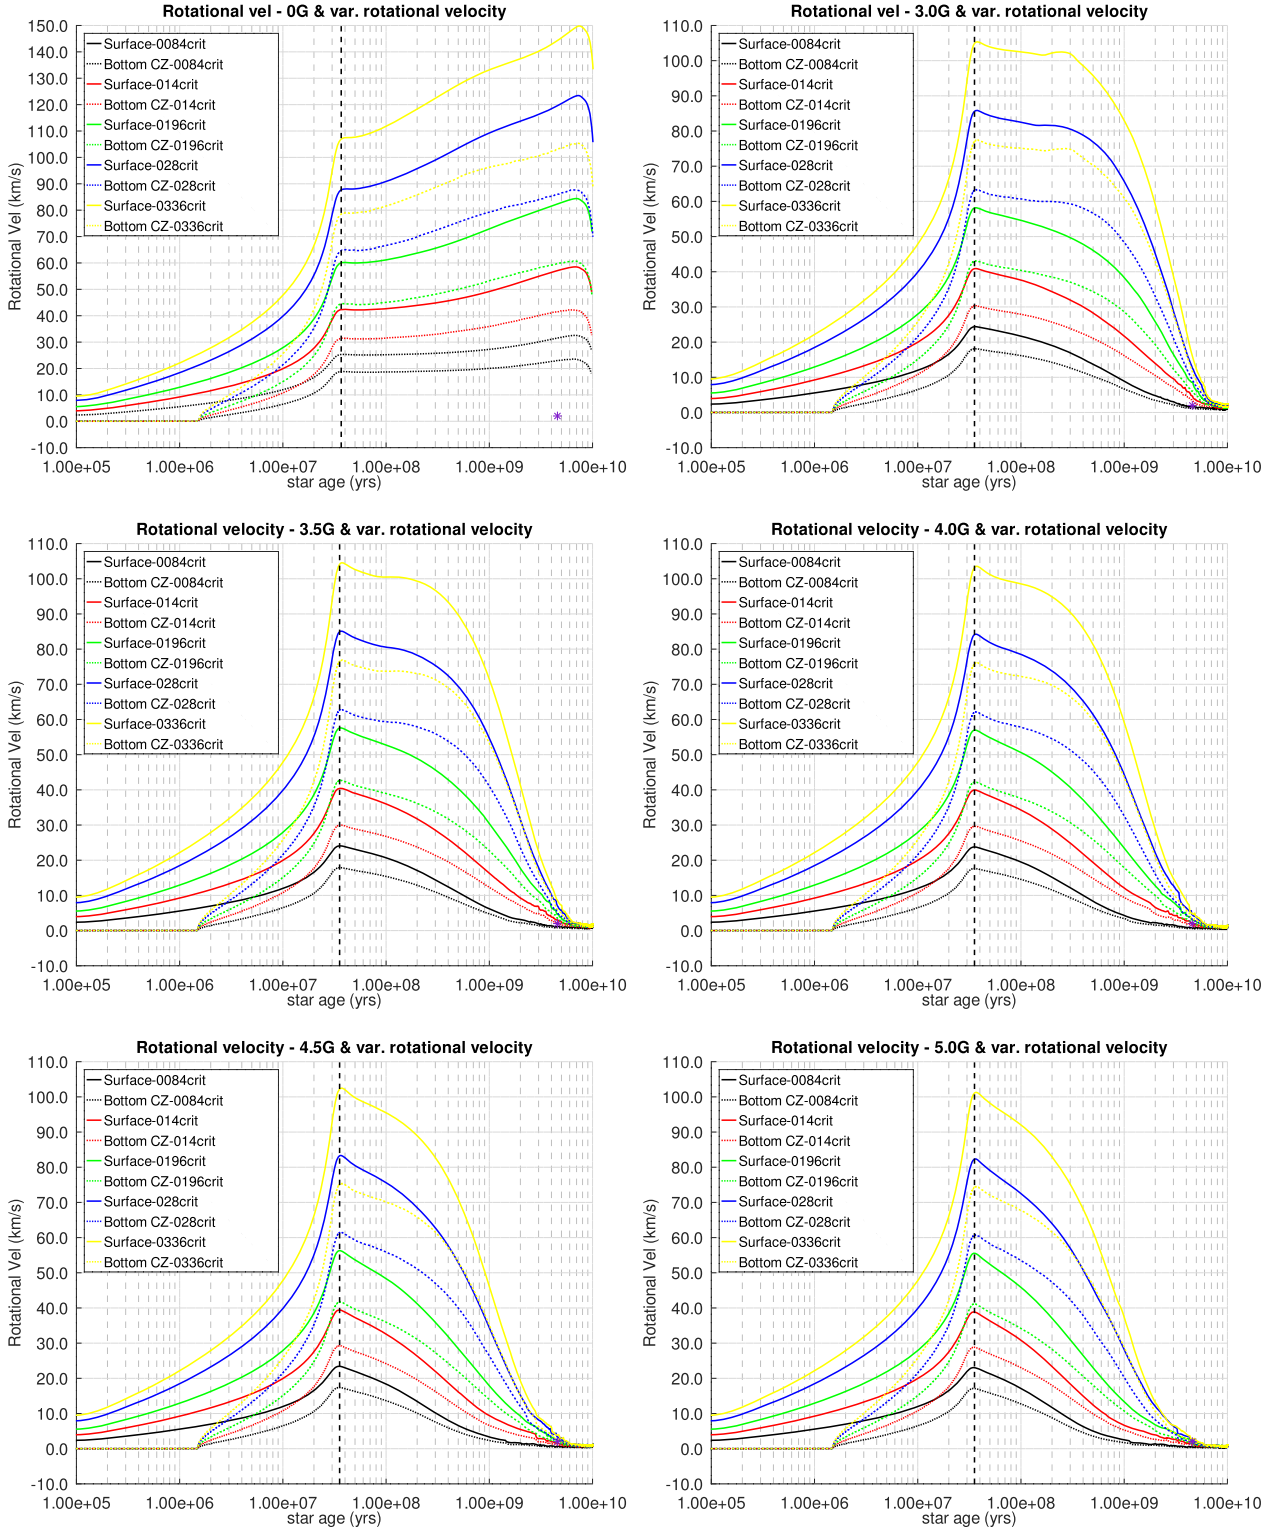 Rotational vel - 0G & var. rotational velocity
150.0
140.0
130.0
120.0
110.0
100.0
90.0
80.0
70.0
60.0
50.0
40.0
30.0
20.0
10.0
0.0
-10.0
Rotational Vel (km/s)
Surface-0084crit
Bottom CZ-0084crit
Surface-014crit
Bottom CZ-014crit
Surface-0196crit
Bottom CZ-0196crit
Surface-028crit
Bottom CZ-028crit
Surface-0336crit
Bottom CZ-0336crit
1.00e+05 1.00e+06 1.00e+07 1.00e+08 1.00e+09 1.00e+10
star age (yrs)
Rotational vel - 3.0G & var. rotational velocity
110.0
100.0
90.0
80.0
70.0
60.0
50.0
40.0
30.0
20.0
10.0
0.0
-10.0
Rotational Vel (km/s)
Surface-0084crit
Bottom CZ-0084crit
Surface-014crit
Bottom CZ-014crit
Surface-0196crit
Bottom CZ-0196crit
Surface-028crit
Bottom CZ-028crit
Surface-0336crit
Bottom CZ-0336crit
1.00e+05 1.00e+06 1.00e+07 1.00e+08 1.00e+09 1.00e+10
star age (yrs)
Rotational velocity - 3.5G & var. rotational velocity
110.0
100.0
90.0
80.0
70.0
60.0
50.0
40.0
30.0
20.0
10.0
0.0
-10.0
Rotational Vel (km/s)
Surface-0084crit
Bottom CZ-0084crit
Surface-014crit
Bottom CZ-014crit
Surface-0196crit
Bottom CZ-0196crit
Surface-028crit
Bottom CZ-028crit
Surface-0336crit
Bottom CZ-0336crit
1.00e+05 1.00e+06 1.00e+07 1.00e+08 1.00e+09 1.00e+10
star age (yrs)
Rotational velocity - 4.0G & var. rotational velocity
110.0
100.0
90.0
80.0
70.0
60.0
50.0
40.0
30.0
20.0
10.0
0.0
-10.0
Rotational Vel (km/s)
Surface-0084crit
Bottom CZ-0084crit
Surface-014crit
Bottom CZ-014crit
Surface-0196crit
Bottom CZ-0196crit
Surface-028crit
Bottom CZ-028crit
Surface-0336crit
Bottom CZ-0336crit
1.00e+05 1.00e+06 1.00e+07 1.00e+08 1.00e+09 1.00e+10
star age (yrs)
Rotational velocity - 4.5G & var. rotational velocity
110.0
100.0
90.0
80.0
70.0
60.0
50.0
40.0
30.0
20.0
10.0
0.0
-10.0
Rotational Vel (km/s)
Surface-0084crit
Bottom CZ-0084crit
Surface-014crit
Bottom CZ-014crit
Surface-0196crit
Bottom CZ-0196crit
Surface-028crit
Bottom CZ-028crit
Surface-0336crit
Bottom CZ-0336crit
1.00e+05 1.00e+06 1.00e+07 1.00e+08 1.00e+09 1.00e+10
star age (yrs)
Rotational velocity - 5.0G & var. rotational velocity
110.0
100.0
90.0
80.0
70.0
60.0
50.0
40.0
30.0
20.0
10.0
0.0
-10.0
Rotational Vel (km/s)
Surface-0084crit
Bottom CZ-0084crit
Surface-014crit
Bottom CZ-014crit
Surface-0196crit
Bottom CZ-0196crit
Surface-028crit
Bottom CZ-028crit
Surface-0336crit
Bottom CZ-0336crit
1.00e+05 1.00e+06 1.00e+07 1.00e+08 1.00e+09 1.00e+10
star age (yrs)